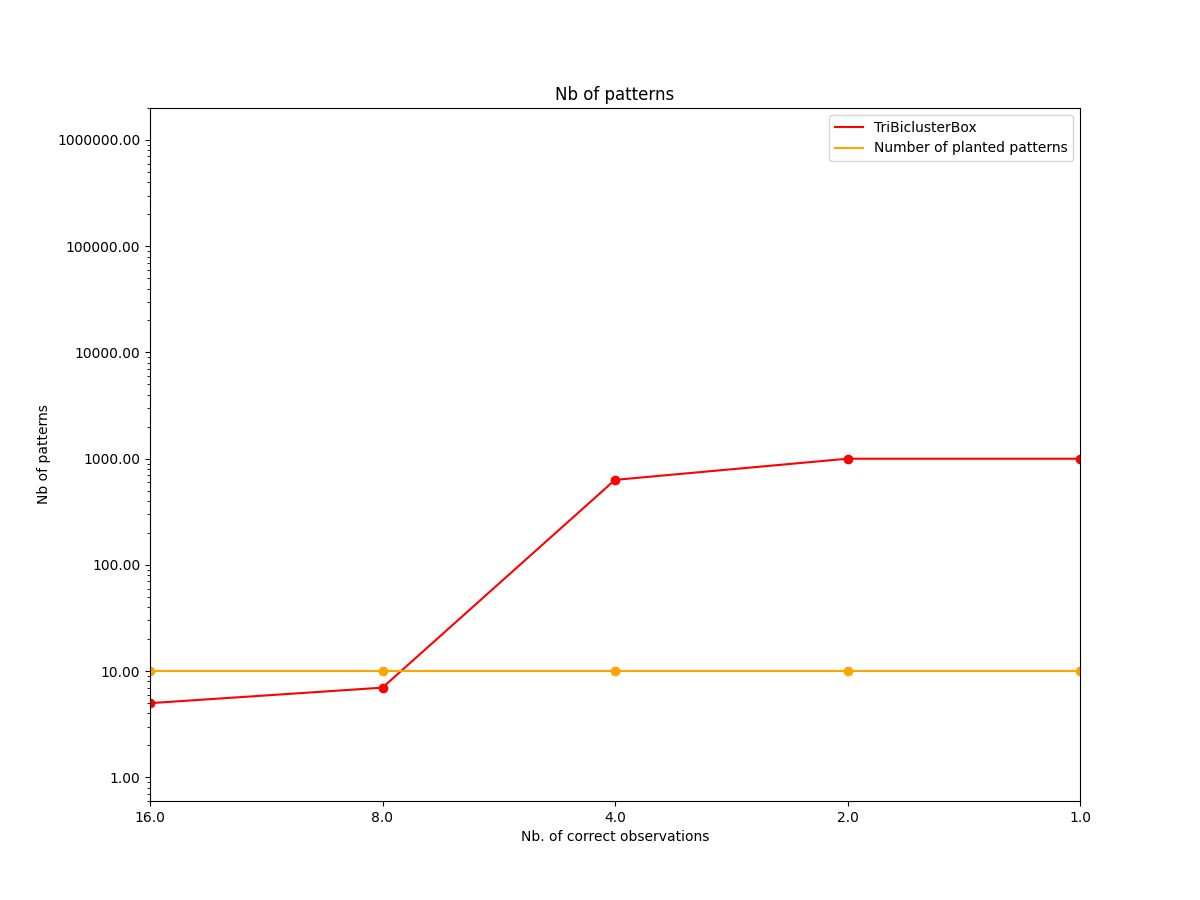 Nb of patterns
TriBiclusterBox
Number of planted patterns
1000000.00
100000.00
10000.00
1000.00
100.00
10.00
1.00
Nb of patterns
16.0 8.0 4.0 2.0 1.0
Nb. of correct observations